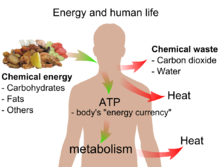 Energy and human life
Chemical energy
- Carbohydrates
- Fats
- Others
Chemical waste
- Carbon dioxide
- Water
Heat
ATP
- body's "energy currency"
Heat
metabolism